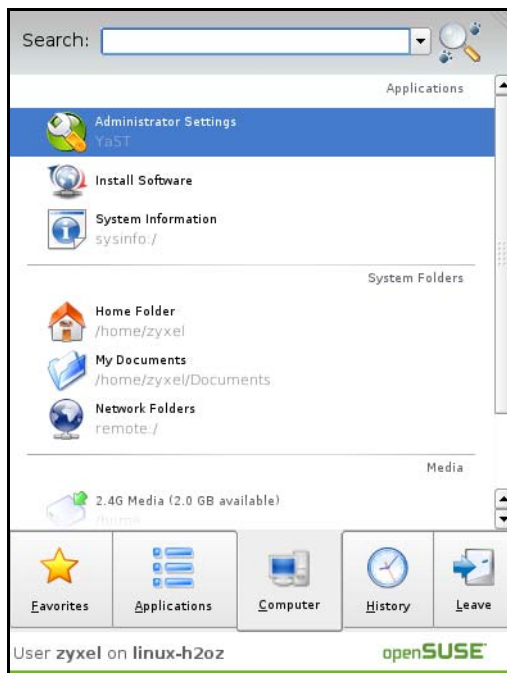 Search:
Applications
Administrator Settings
YaST
Install Software
System Information
sysinfo:/
System Folders
Home Folder
/home/zyxel
My Documents
/home/zyxel/Documents
Network Folders
remote:/
Media
2.4G Media (2.0 GB available)
/home
Favorites
Applications
Computer
History
Leave
User zyxel on linux-h2oz
openSUSE